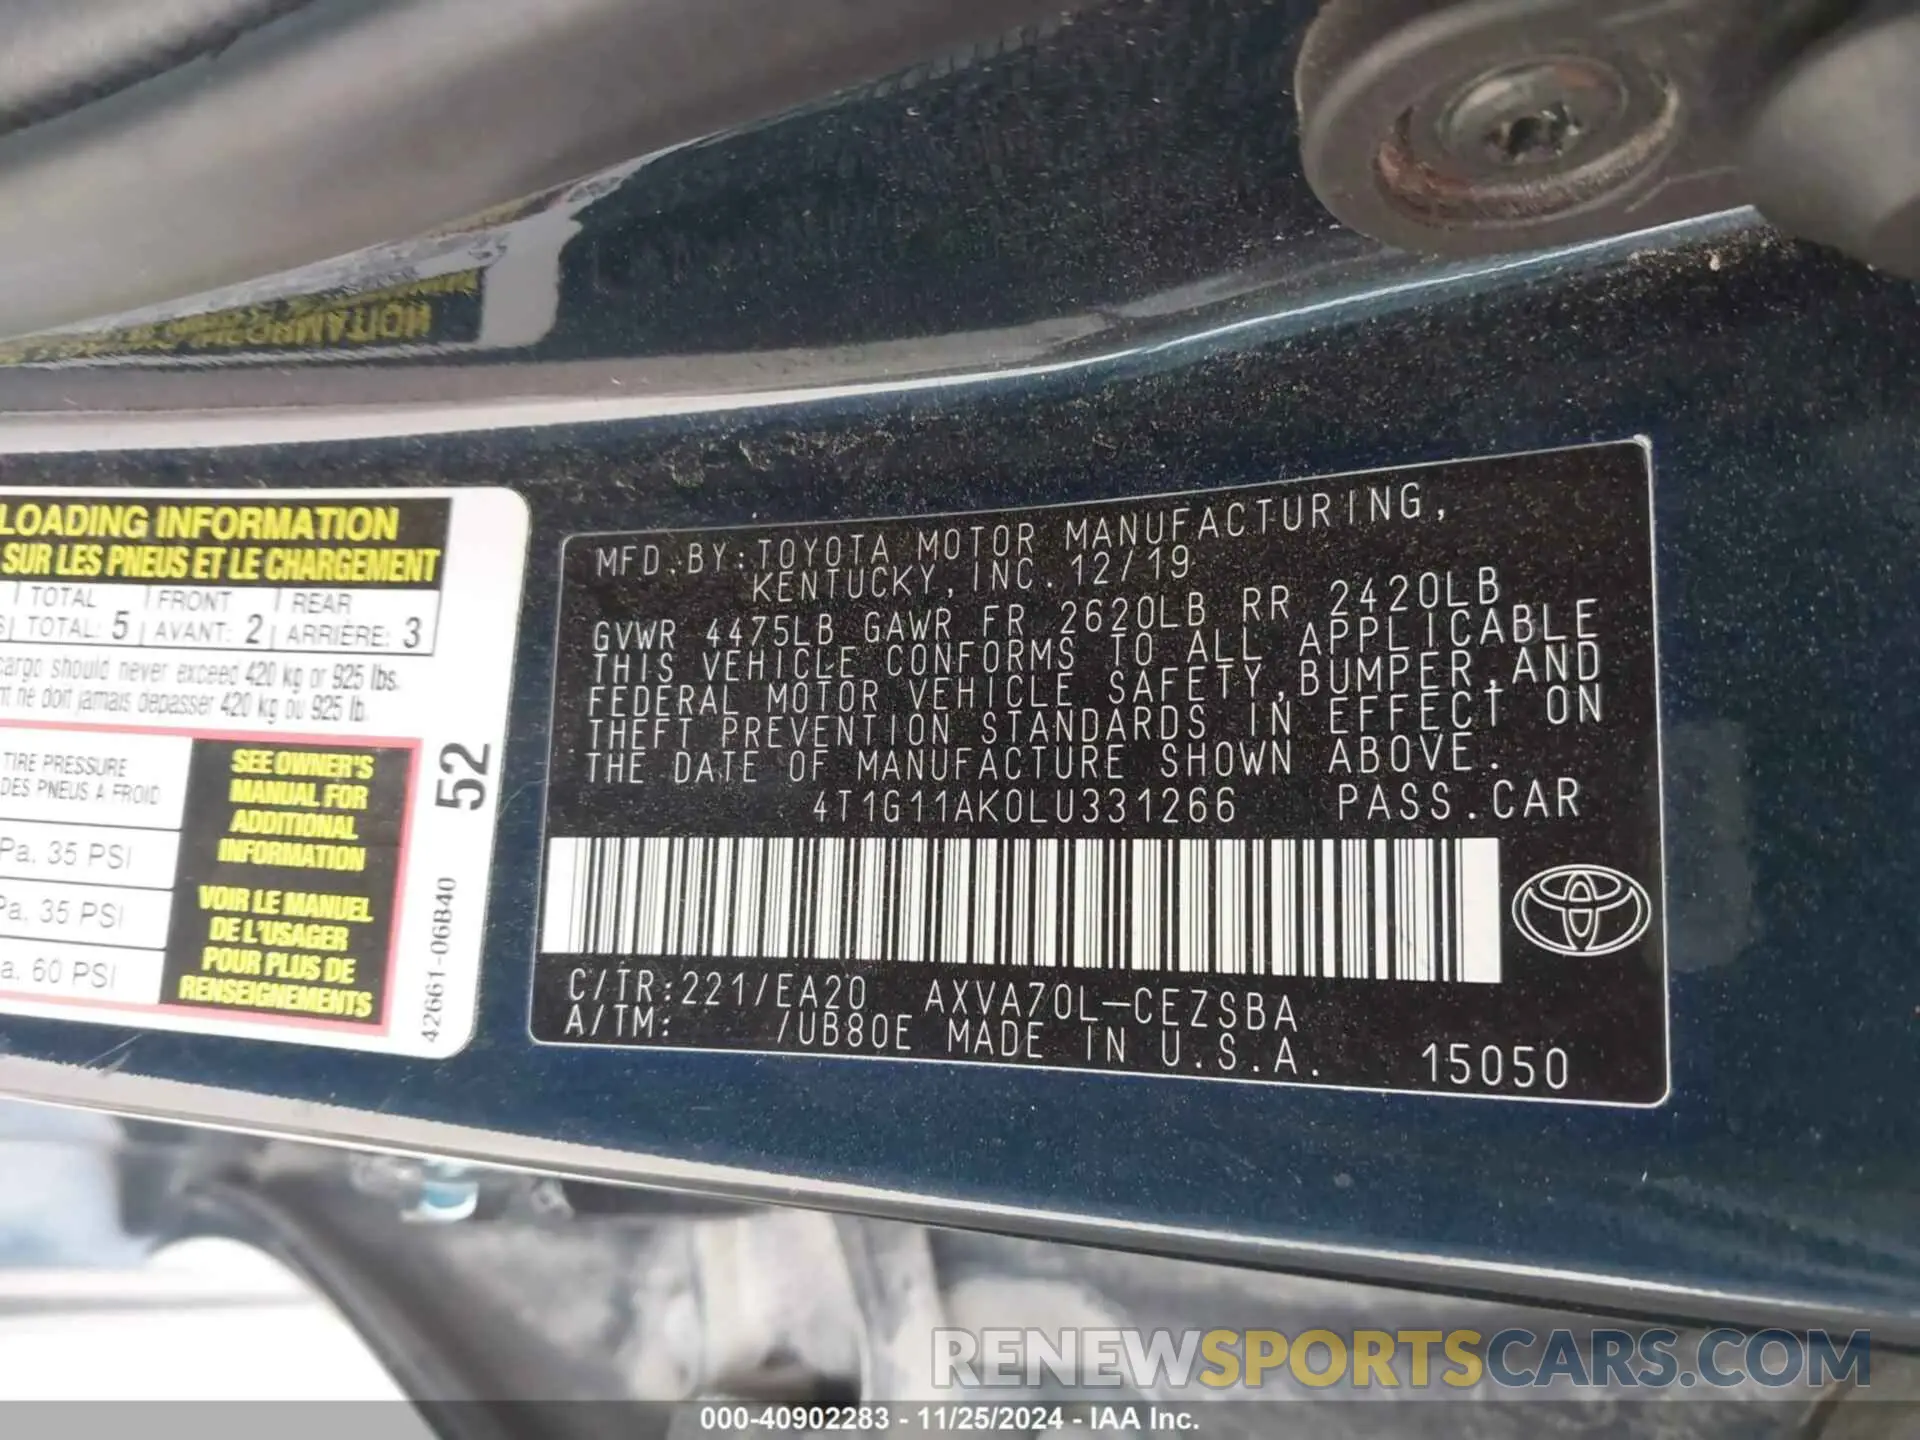 LOADING INFORMATION
SUR LES PNEUS ET LE CHARGEMENT
TOTAL FRONT REAR
TOTAL: 5 AVANT: 2 ARRIÈRE: 3
cargo should never exceed 420 kg or 925 lbs.
nt ne doit jamais dépasser 420 kg ou 925 lb.
TIRE PRESSURE
DES PNEUS A FROID
Pa. 35 PSI
Pa. 35 PSI
a. 60 PSI
SEE OWNER'S
MANUAL FOR
ADDITIONAL
INFORMATION
VOIR LE MANUEL
DE L'USAGER
POUR PLUS DE
RENSEIGNEMENTS
52
42661-06B40
MFD.BY:TOYOTA MOTOR MANUFACTURING,
KENTUCKY, INC. 12/19
GVWR 4475LB GAWR FR 2620LB RR 2420LB
THIS VEHICLE CONFORMS TO ALL APPLICABLE
FEDERAL MOTOR VEHICLE SAFETY,BUMPER,AND
THEFT PREVENTION STANDARDS IN EFFECT ON
THE DATE OF MANUFACTURE SHOWN ABOVE.
4T1G11AK0LU331266 PASS.CAR
C/TR:221/EA20 AXVA70L-CEZSBA
A/TM: /UB80E MADE IN U.S.A. 15050
RENEWSPORTSCARS.COM
000-40902283 - 11/25/2024 - IAA Inc.